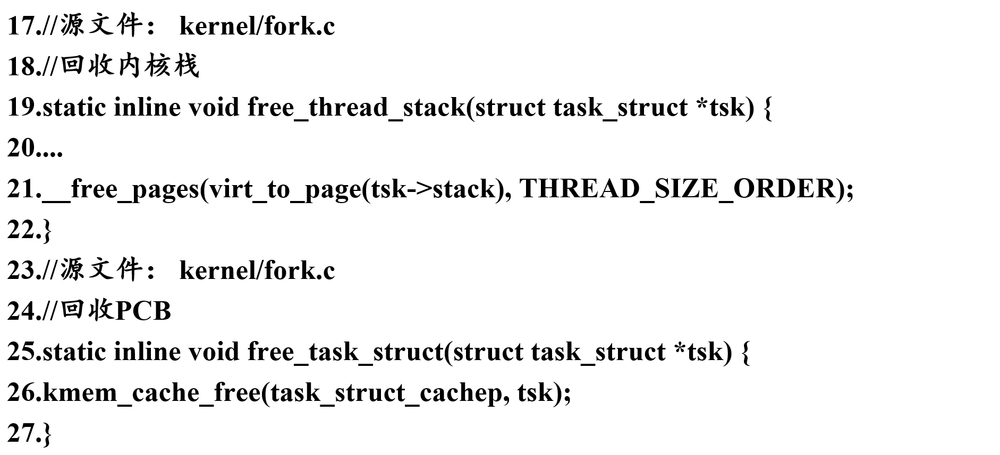 17.//源文件： kernel/fork.c
18.//回收内核栈
19.static inline void free_thread_stack(struct task_struct *tsk) {
20....
21.__free_pages(virt_to_page(tsk->stack), THREAD_SIZE_ORDER);
22.}
23.//源文件： kernel/fork.c
24.//回收PCB
25.static inline void free_task_struct(struct task_struct *tsk) {
26.kmem_cache_free(task_struct_cachep, tsk);
27.}